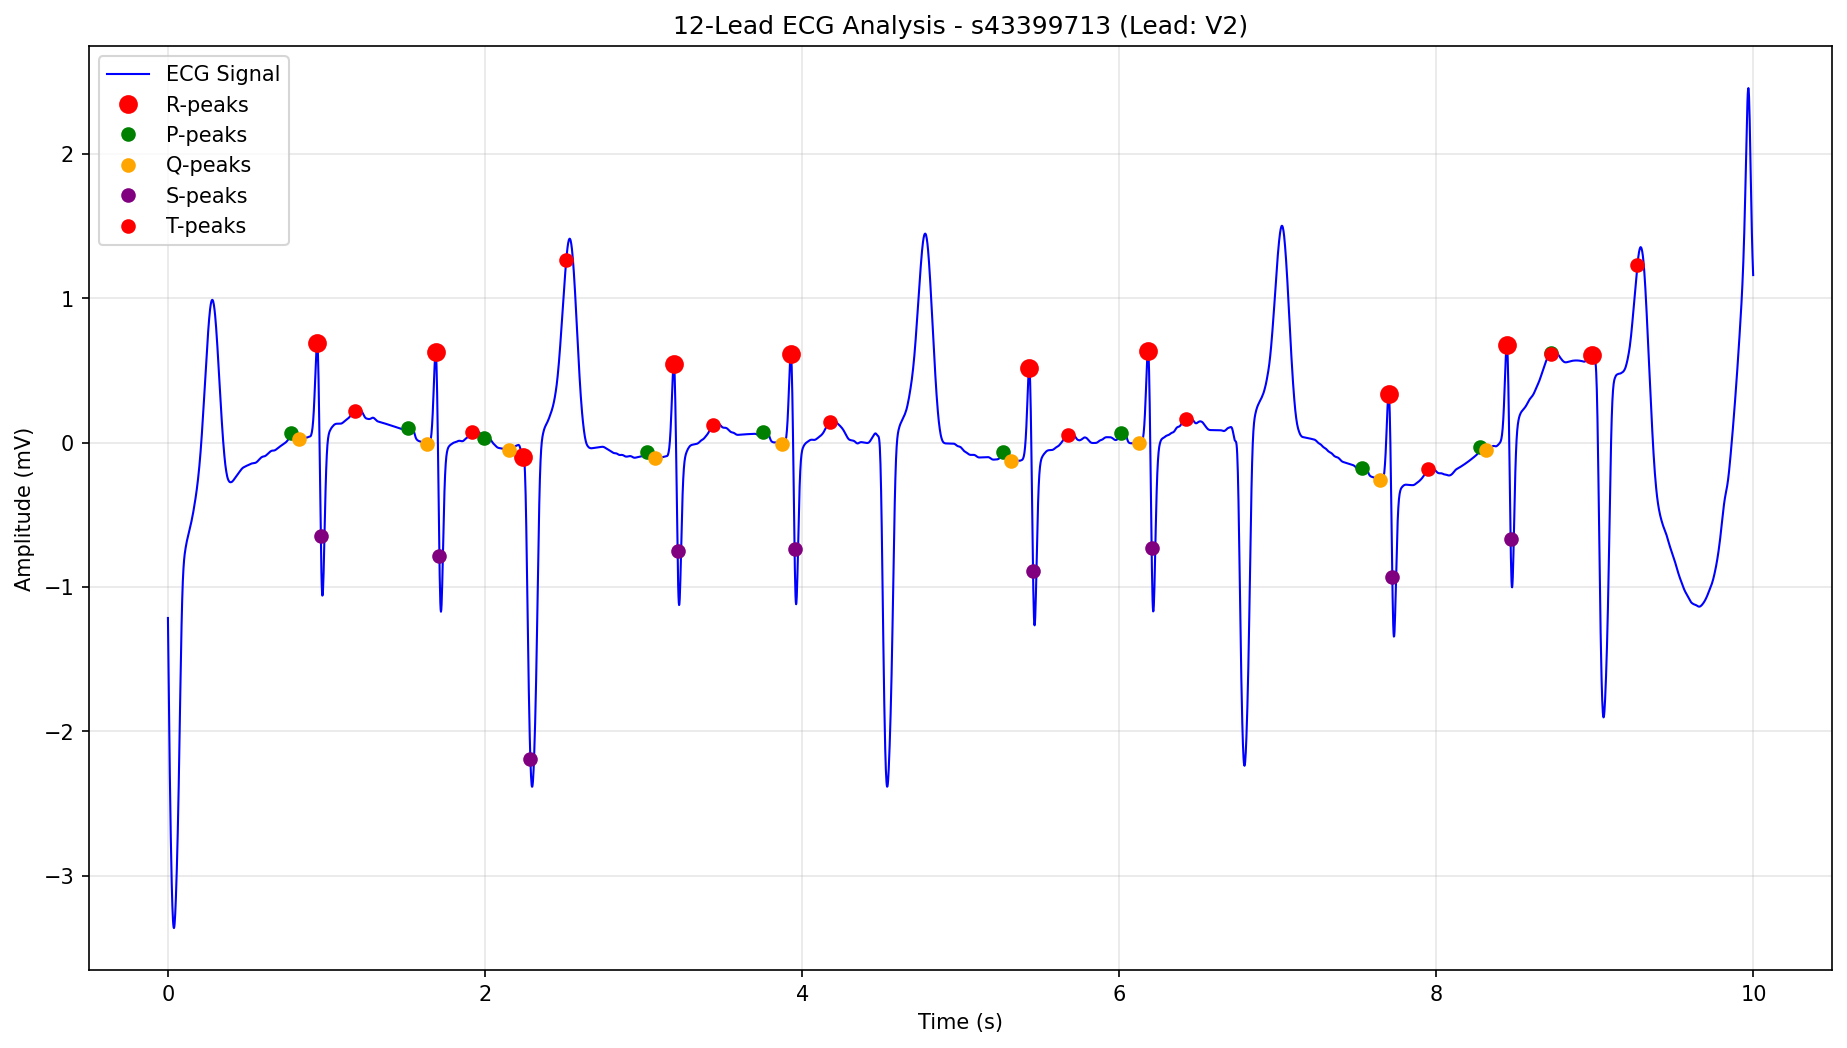 12-Lead ECG Analysis - s43399713 (Lead: V2)
ECG Signal
R-peaks
P-peaks
Q-peaks
S-peaks
T-peaks
2
1
0
−1
−2
−3
Amplitude (mV)
0 2 4 6 8 10
Time (s)